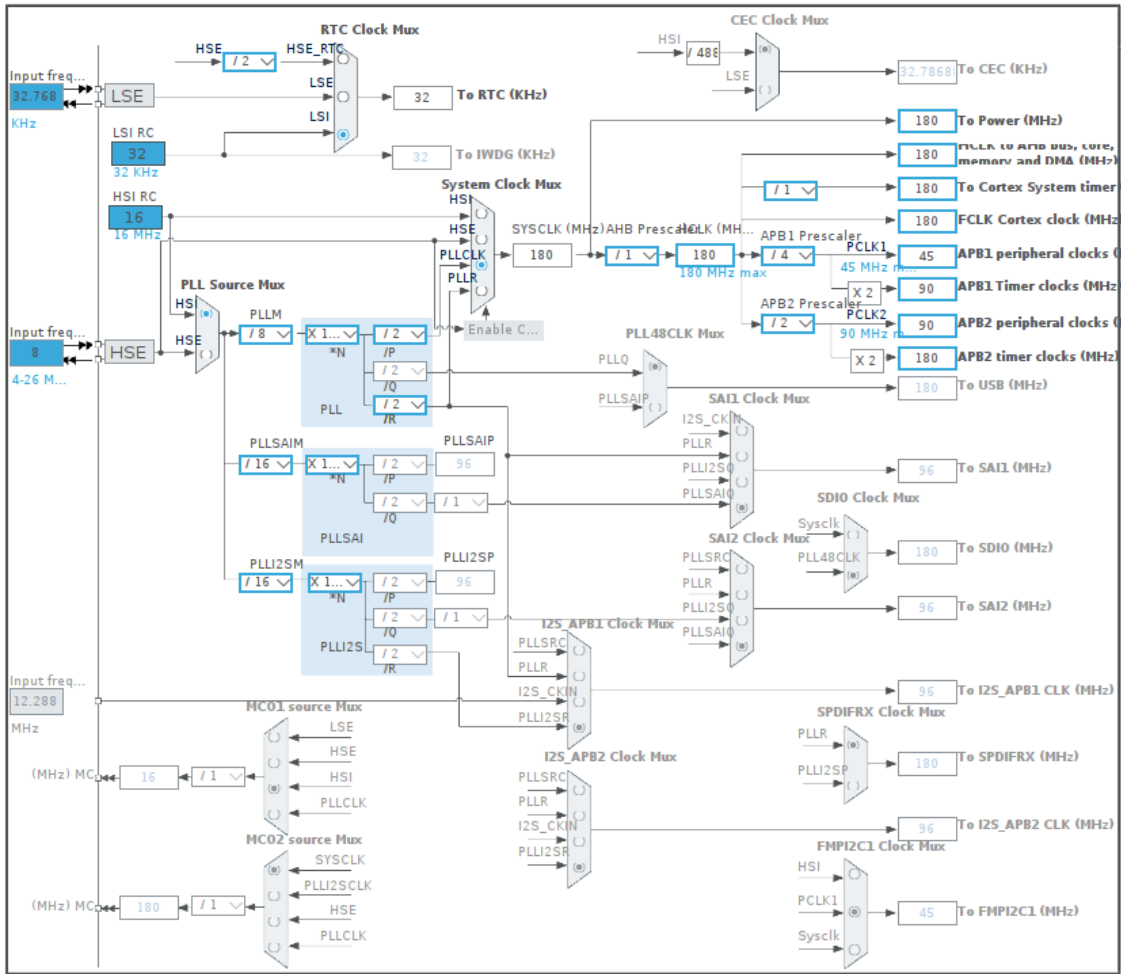 RTC Clock Mux
HSE
/ 2
HSE_RTC
LSE
LSI
32
To RTC (KHz)
Input freq...
32.768
KHz
LSE
LSI RC
32
32 KHz
32
To IWDG (KHz)
HSI RC
16
16 MHz
CEC Clock Mux
HSI
/ 488
LSE
32.7868
To CEC (KHz)
180
To Power (MHz)
180
HCLK to AHB bus, core,
memory and DMA (MHz)
/ 1
180
To Cortex System timer
180
FCLK Cortex clock (MHz
System Clock Mux
HSI
HSE
PLLCLK
PLLR
SYSCLK (MHz)
180
AHB Prescaler
/ 1
HCLK (MH...
180
180 MHz max
APB1 Prescaler
/ 4
PCLK1
45 MHz m...
45
APB1 peripheral clocks (
X 2
90
APB1 Timer clocks (MHz
APB2 Prescaler
/ 2
PCLK2
90 MHz m
90
APB2 peripheral clocks (
X 2
180
APB2 timer clocks (MHz)
Enable C...
PLL Source Mux
HSI
HSE
Input freq...
8
4-26 M...
HSE
PLLM
/ 8
X 1...
*N
/ 2
/P
/ 2
/Q
/ 2
/R
PLL
PLL48CLK Mux
PLLQ
PLLSAIP
180
To USB (MHz)
PLLSAIM
/ 16
X 1...
*N
/ 2
/P
PLLSAIP
96
/ 2
/Q
/ 1
PLLSAI
SAI1 Clock Mux
I2S_CKIN
PLLR
PLLI2SQ
PLLSAIQ
96
To SAI1 (MHz)
SDIO Clock Mux
Sysclk
PLL48CLK
180
To SDIO (MHz)
SAI2 Clock Mux
PLLSRC
PLLR
PLLI2SQ
PLLSAIQ
96
To SAI2 (MHz)
PLLI2SM
/ 16
X 1...
*N
/ 2
/P
PLLI2SP
96
/ 2
/Q
/ 1
/ 2
/R
PLLI2S
I2S_APB1 Clock Mux
PLLSRC
PLLR
I2S_CKIN
PLLI2SR
96
To I2S_APB1 CLK (MHz)
Input freq...
12.288
MHz
SPDIFRX Clock Mux
PLLR
PLLI2SP
180
To SPDIFRX (MHz)
MCO1 source Mux
LSE
HSE
HSI
PLLCLK
/ 1
16
(MHz) MC
I2S_APB2 Clock Mux
PLLSRC
PLLR
I2S_CKIN
PLLI2SR
96
To I2S_APB2 CLK (MHz)
MCO2 source Mux
SYSCLK
PLLI2SCLK
HSE
PLLCLK
/ 1
180
(MHz) MC
FMPI2C1 Clock Mux
HSI
PCLK1
Sysclk
45
To FMPI2C1 (MHz)